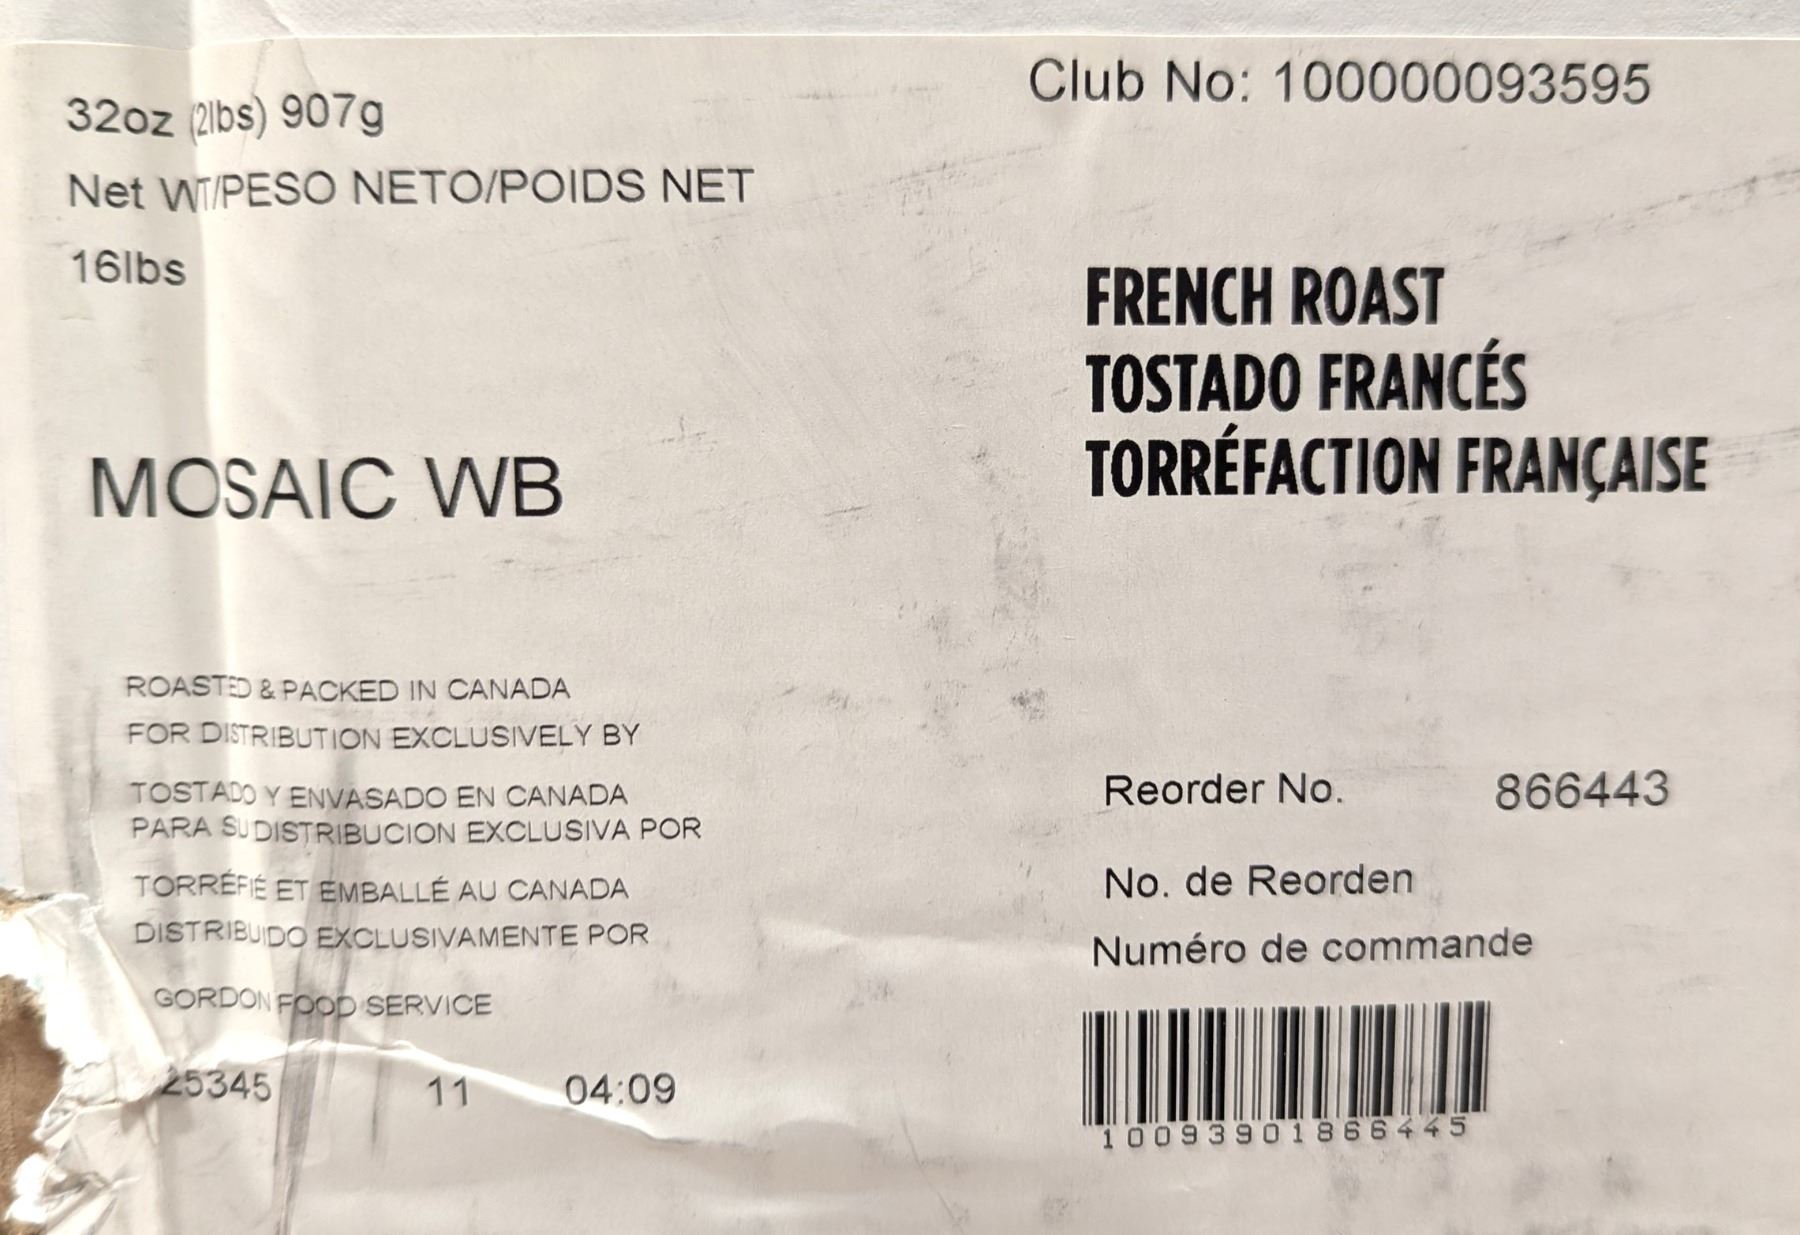 32oz (2lbs) 907g
Net WT/PESO NETO/POIDS NET
16lbs
MOSAIC WB
ROASTED & PACKED IN CANADA
FOR DISTRIBUTION EXCLUSIVELY BY
TOSTADO Y ENVASADO EN CANADA
PARA SU DISTRIBUCION EXCLUSIVA POR
TORRÉFIÉ ET EMBALLÉ AU CANADA
DISTRIBUIDO EXCLUSIVAMENTE POR
GORDON FOOD SERVICE
25345 11 04:09
Club No: 100000093595
FRENCH ROAST
TOSTADO FRANCÉS
TORRÉFACTION FRANÇAISE
Reorder No. 866443
No. de Reorden
Numéro de commande
10093901866445